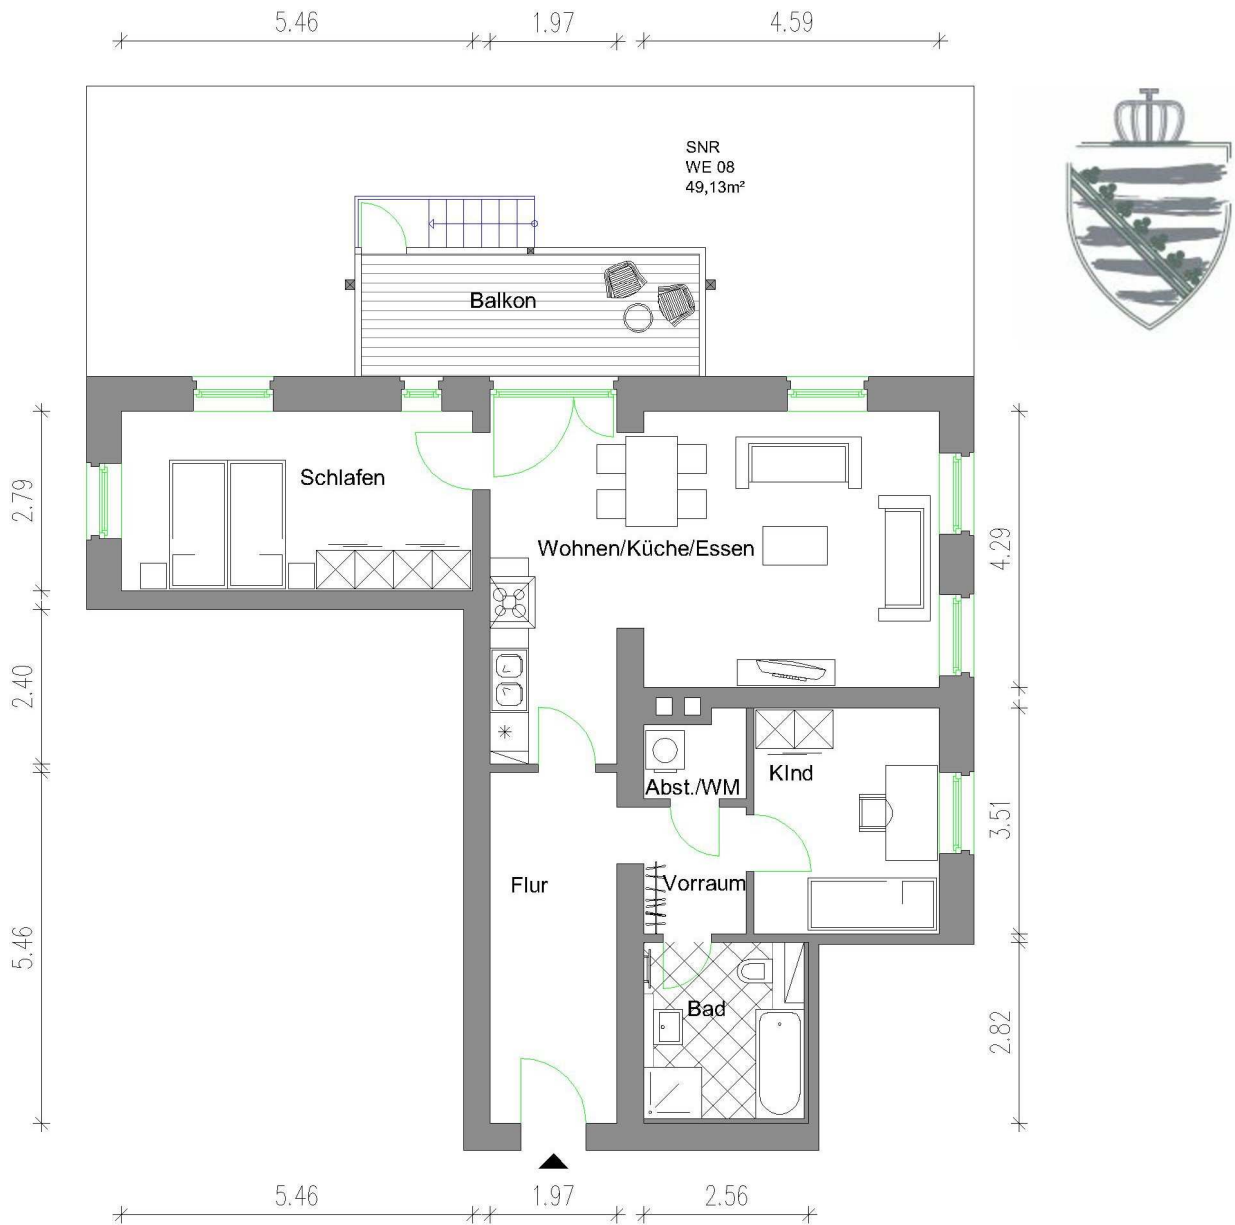 5.46
1.97
4.59
SNR
WE 08
49,13m²
Balkon
Schlafen
2.79
Wohnen/Küche/Essen
4.29
2.40
KInd
Abst./WM
3.51
Flur
Vorraum
5.46
Bad
2.82
5.46
1.97
2.56